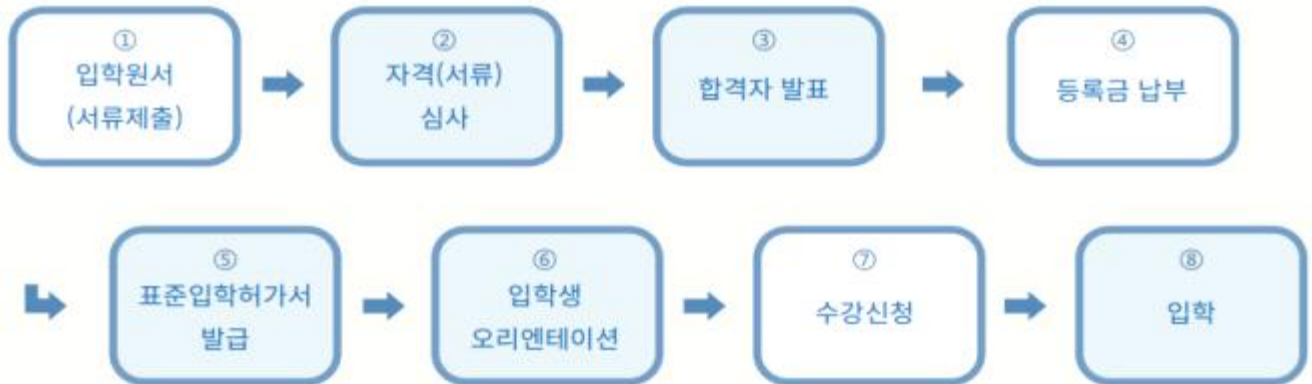 ①
입학원서
(서류제출)
②
자격(서류)
심사
③
합격자 발표
④
등록금 납부
⑤
표준입학허가서
발급
⑥
입학생
오리엔테이션
⑦
수강신청
⑧
입학